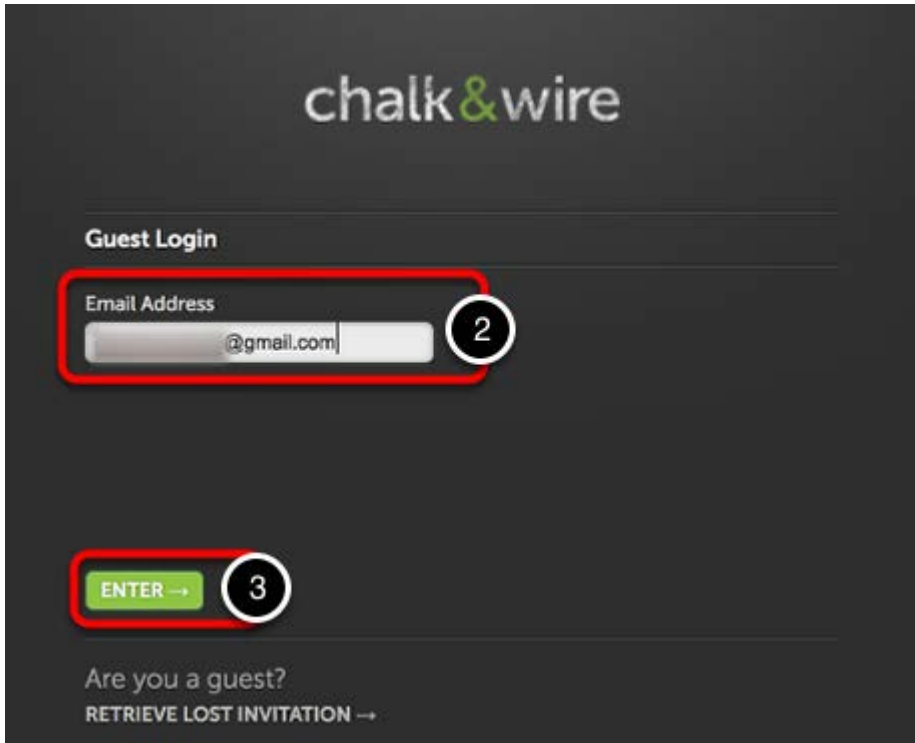 chalk&wire
Guest Login
Email Address
@gmail.com
2
ENTER →
3
Are you a guest?
RETRIEVE LOST INVITATION →